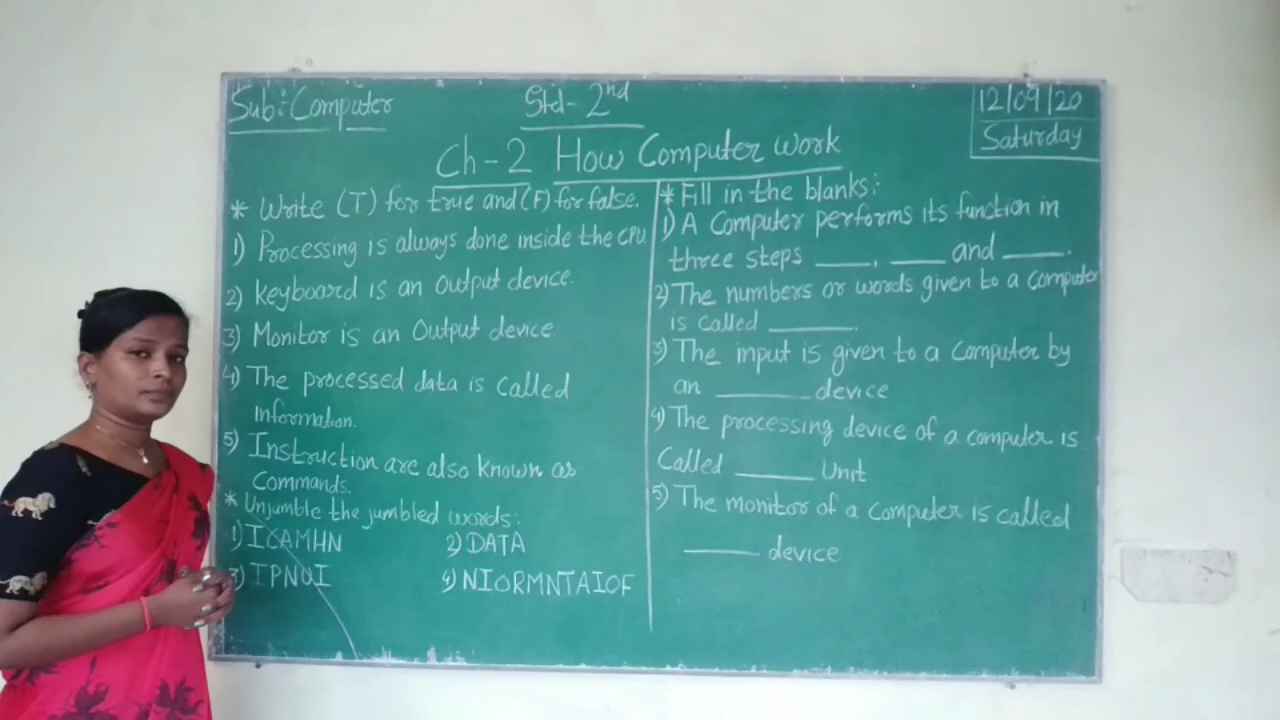 Sub: Computer
Std- 2nd
12/09/20
Saturday
Ch-2 How Computer work
* Write (T) for true and (F) for false.
1) Processing is always done inside the CPU.
2) keyboard is an Output device.
3) Monitor is an Output device.
4) The processed data is called
information.
5) Instruction are also known as
Commands.
* Unjumble the jumbled words:
1) ICAMHN 2) DATA
3) IPNUI 4) NIORMNTAIOF
* Fill in the blanks:
1) A Computer performs its function in
three steps ____, ____ and ____.
2) The numbers or words given to a computer
is called ____.
3) The input is given to a Computer by
an ____ device
4) The processing device of a computer is
Called ____ Unit
5) The monitor of a computer is called
____ device